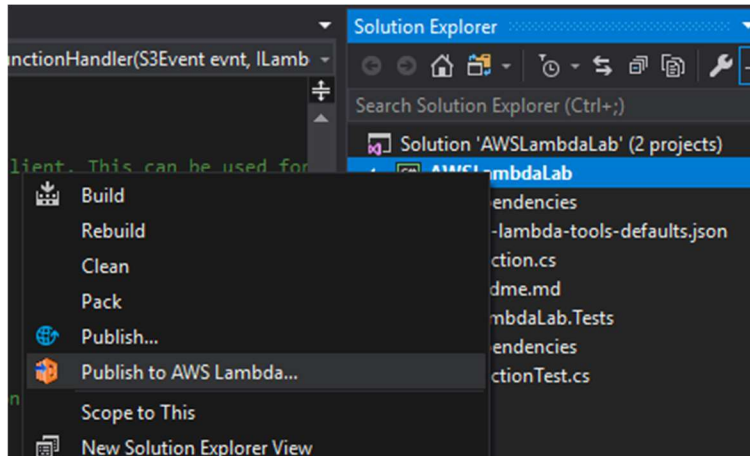 Solution Explorer
unctionHandler(S3Event evnt, ILamb
Search Solution Explorer (Ctrl+;)
Solution 'AWSLambdaLab' (2 projects)
lient. This can be used for
AWSLambdaLab
Build
endencies
Rebuild
-lambda-tools-defaults.json
Clean
ction.cs
Pack
dme.md
Publish...
mbdaLab.Tests
endencies
Publish to AWS Lambda...
ctionTest.cs
on
Scope to This
New Solution Explorer View